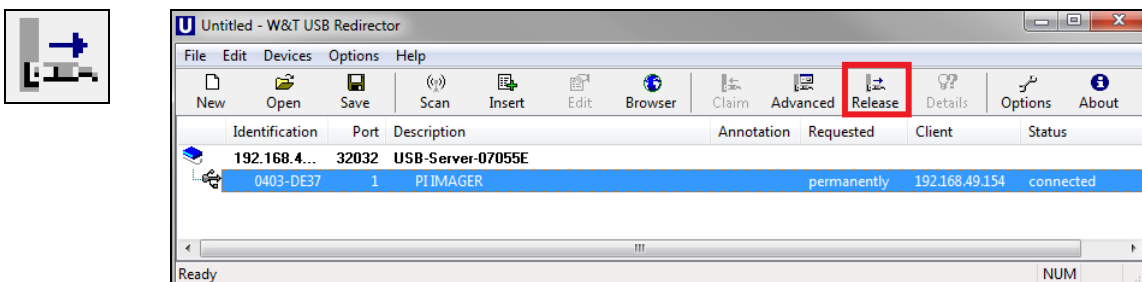 U Untitled - W&T USB Redirector
File Edit Devices Options Help
New Open Save Scan Insert Edit Browser Claim Advanced Release Details Options About
Identification Port Description Annotation Requested Client Status
192.168.4... 32032 USB-Server-07055E
0403-DE37 1 PI IMAGER permanently 192.168.49.154 connected
Ready NUM